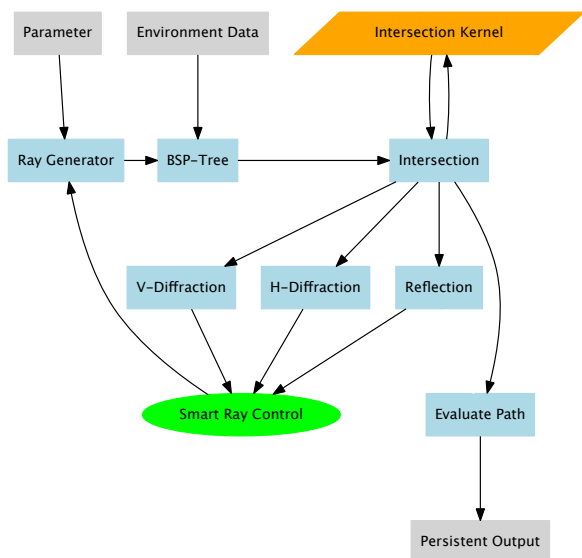 Parameter
Environment Data
Intersection Kernel
Ray Generator
BSP-Tree
Intersection
V-Diffraction
H-Diffraction
Reflection
Smart Ray Control
Evaluate Path
Persistent Output